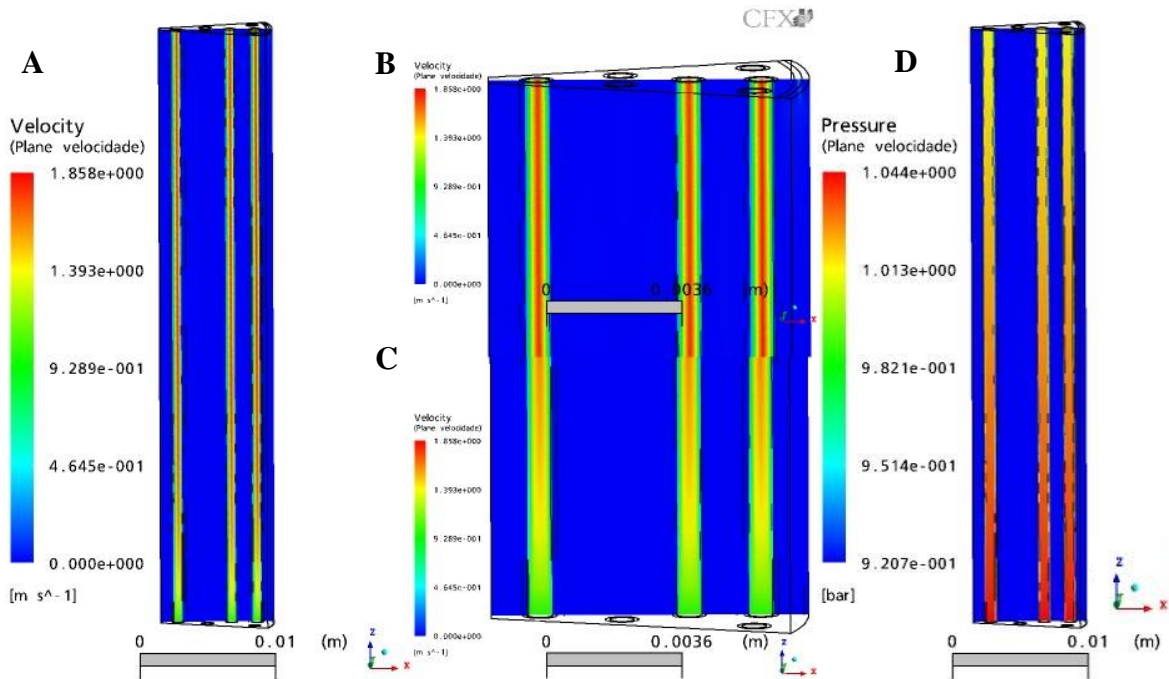 A
Velocity
(Plane velocidade)
1.858e+000
1.393e+000
9.289e-001
4.645e-001
0.000e+000
[m s^-1]
0 0.01 (m)
z
x
B
CFX
Velocity
(Plane velocidade)
1.858e+000
1.393e+000
9.289e-001
4.645e-001
0.000e+000
[m s^-1]
0 0.0036 (m)
x
C
Velocity
(Plane velocidade)
1.858e+000
1.393e+000
9.289e-001
4.645e-001
0.000e+000
[m s^-1]
0 0.0036 (m)
z
x
D
Pressure
(Plane velocidade)
1.044e+000
1.013e+000
9.821e-001
9.514e-001
9.207e-001
[bar]
0 0.01 (m)
z
x